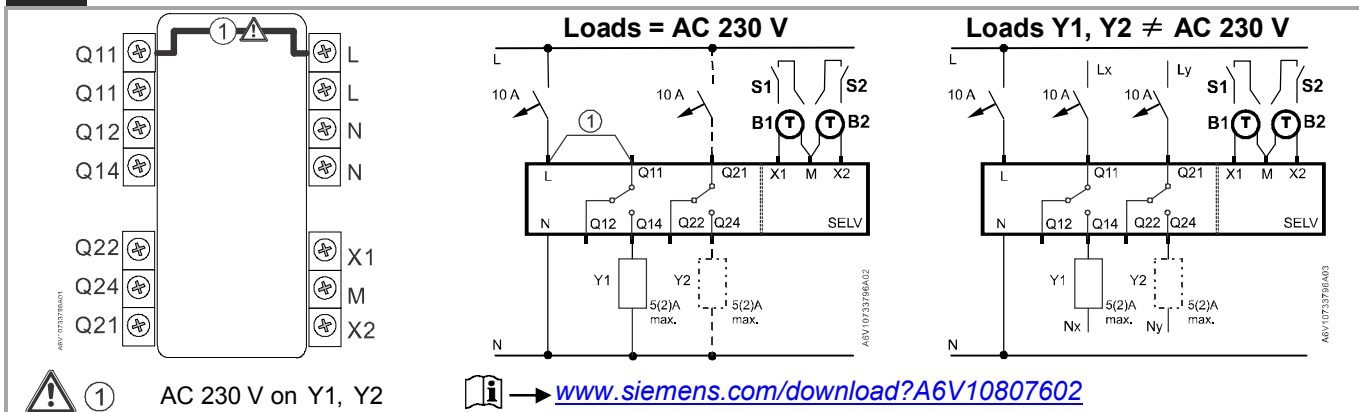 Q11 ① L
Q11 L
Q12 N
Q14 N
Q22 X1
Q24 M
Q21 X2
A6V10733796A01
① AC 230 V on Y1, Y2
Loads = AC 230 V
L
10 A 10 A S1 S2
① B1 T T B2
L Q11 Q21 X1 M X2
N Q12 Q14 Q22 Q24 SELV
Y1 5(2)A max. Y2 5(2)A max.
N
A6V10733796A02
Loads Y1, Y2 ≠ AC 230 V
L Lx Ly
10 A 10 A 10 A S1 S2
B1 T T B2
L Q11 Q21 X1 M X2
N Q12 Q14 Q22 Q24 SELV
Y1 5(2)A max. Y2 5(2)A max.
Nx Ny
N
A6V10733796A03
www.siemens.com/download?A6V10807602